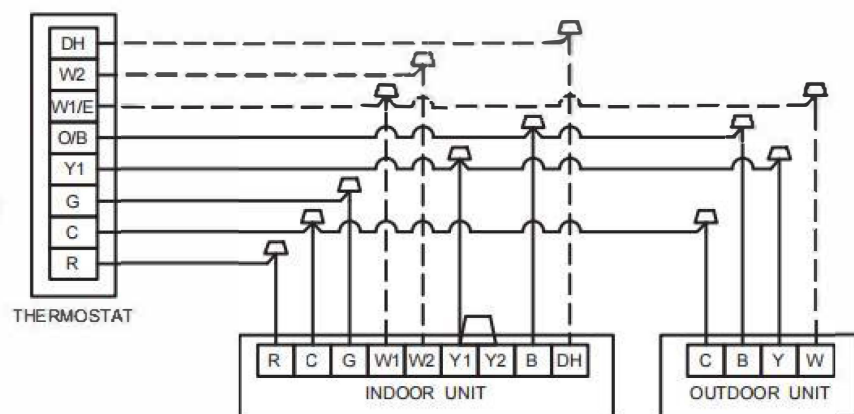 DH
W2
W1/E
O/B
Y1
G
C
R
THERMOSTAT
R C G W1 W2 Y1 Y2 B DH
INDOOR UNIT
C B Y W
OUTDOOR UNIT